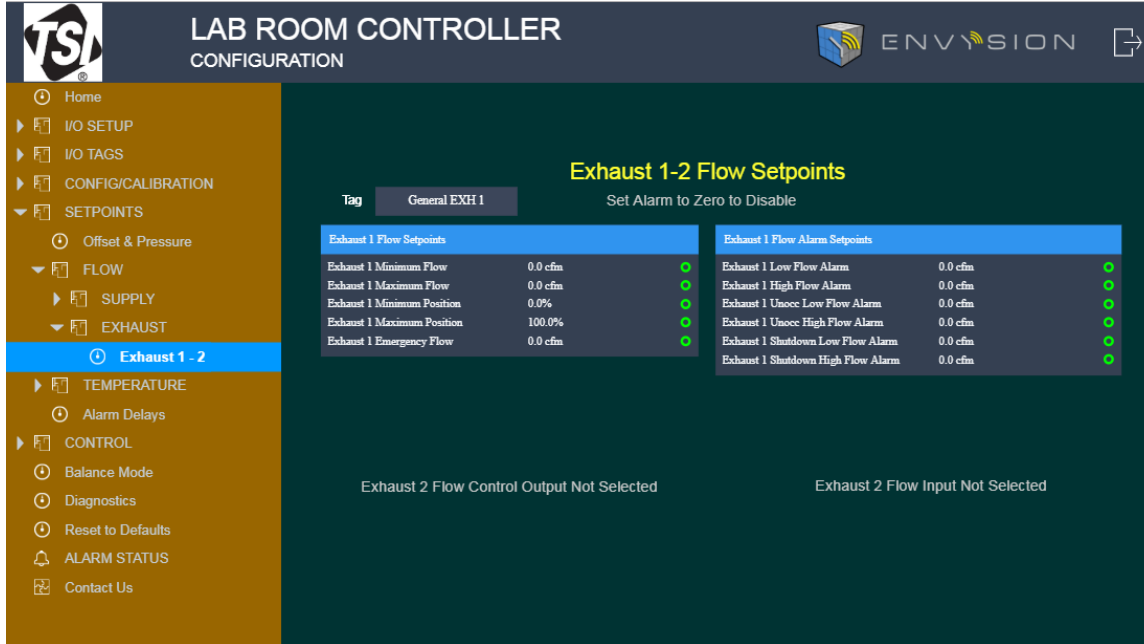 TSI
®
LAB ROOM CONTROLLER
CONFIGURATION
ENVYSION
Home
I/O SETUP
I/O TAGS
CONFIG/CALIBRATION
SETPOINTS
Offset & Pressure
FLOW
SUPPLY
EXHAUST
Exhaust 1 - 2
TEMPERATURE
Alarm Delays
CONTROL
Balance Mode
Diagnostics
Reset to Defaults
ALARM STATUS
Contact Us
Exhaust 1-2 Flow Setpoints
Tag General EXH 1 Set Alarm to Zero to Disable
Exhaust 1 Flow Setpoints
Exhaust 1 Minimum Flow 0.0 cfm
Exhaust 1 Maximum Flow 0.0 cfm
Exhaust 1 Minimum Position 0.0%
Exhaust 1 Maximum Position 100.0%
Exhaust 1 Emergency Flow 0.0 cfm
Exhaust 1 Flow Alarm Setpoints
Exhaust 1 Low Flow Alarm 0.0 cfm
Exhaust 1 High Flow Alarm 0.0 cfm
Exhaust 1 Unocc Low Flow Alarm 0.0 cfm
Exhaust 1 Unocc High Flow Alarm 0.0 cfm
Exhaust 1 Shutdown Low Flow Alarm 0.0 cfm
Exhaust 1 Shutdown High Flow Alarm 0.0 cfm
Exhaust 2 Flow Control Output Not Selected
Exhaust 2 Flow Input Not Selected